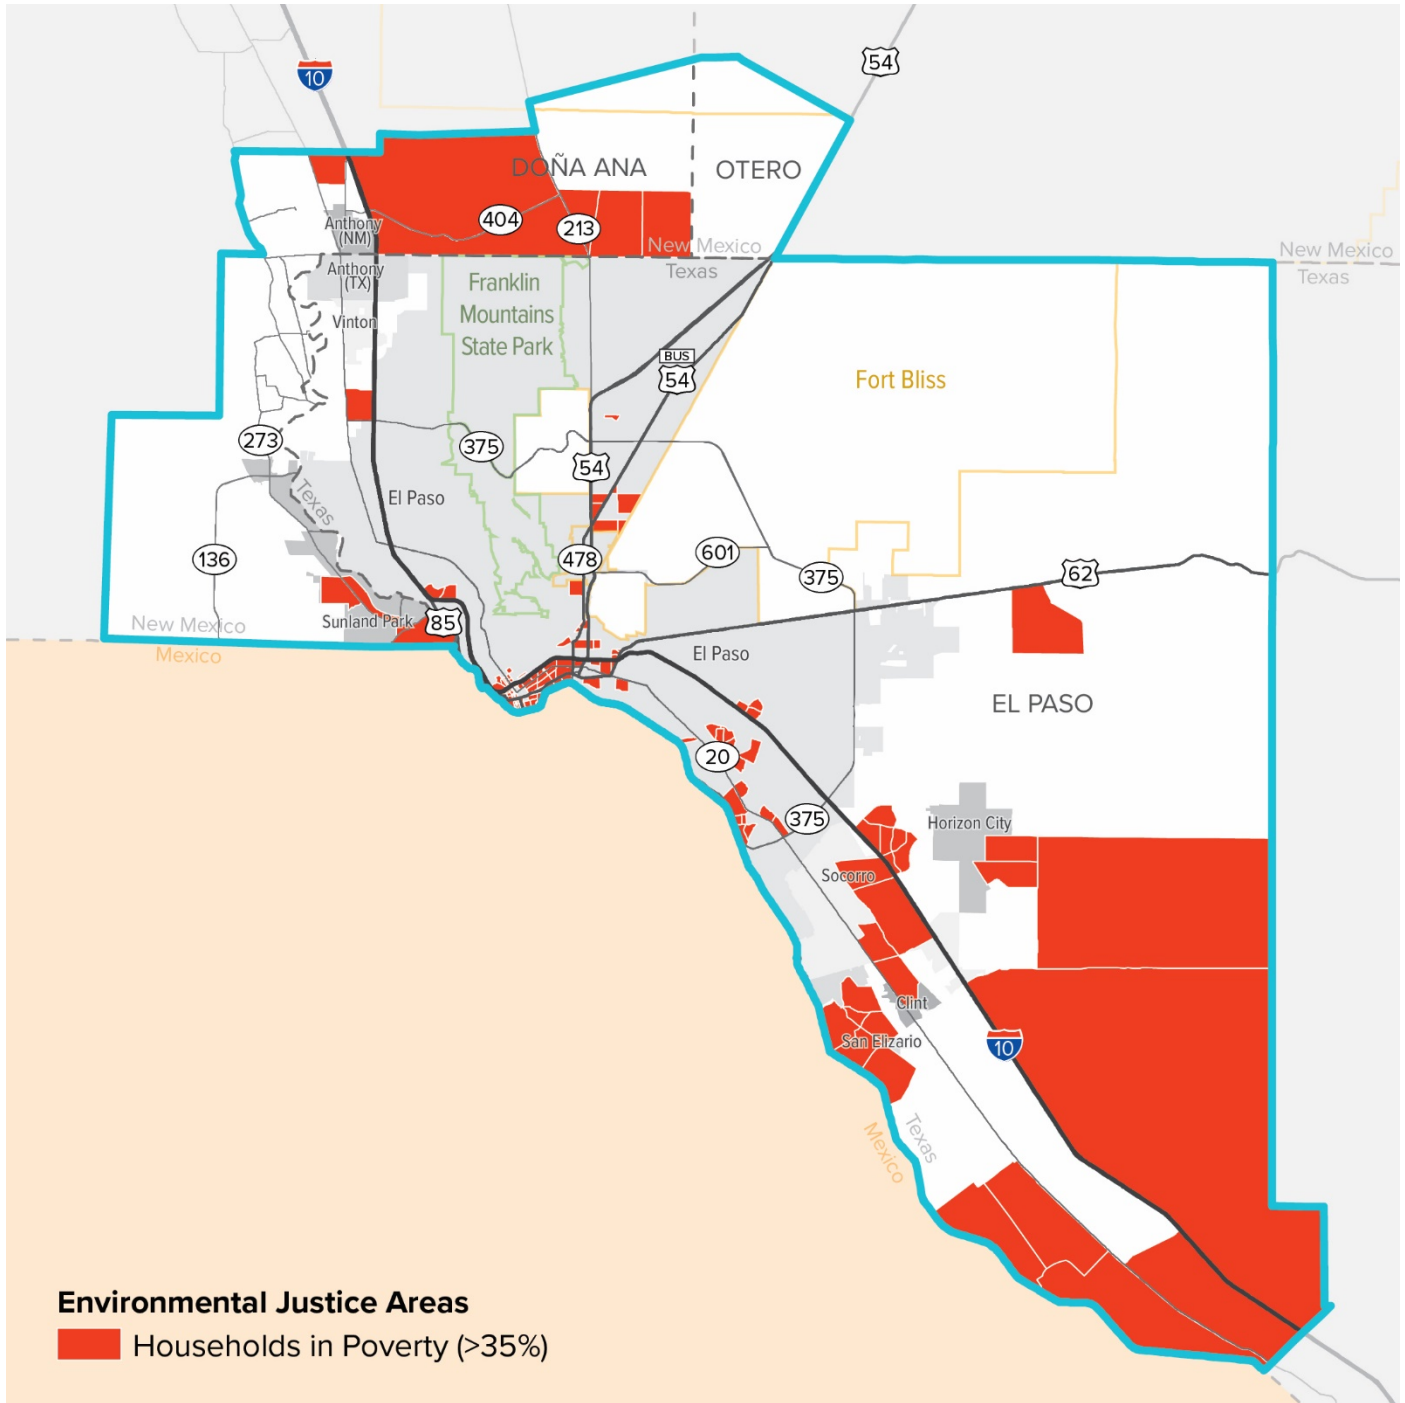 54
10
DOÑA ANA
OTERO
404
213
Anthony
(NM)
New Mexico
Texas
New Mexico
Texas
Anthony
(TX)
Franklin
Mountains
State Park
Vinton
BUS
54
Fort Bliss
273
375
54
El Paso
Texas
136
478
601
375
62
Sunland Park
85
New Mexico
Mexico
El Paso
EL PASO
20
375
Horizon City
Socorro
Clint
San Elizario
10
Texas
Mexico
Environmental Justice Areas
Households in Poverty (>35%)